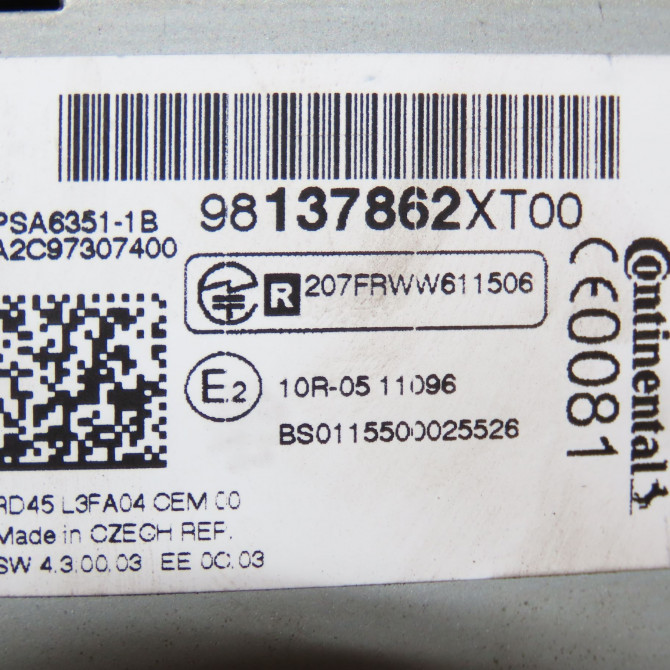 PSA6351-1B
A2C97307400
98137862XT00
R 207FRWW611506
E2
10R-05 11096
BS0115500025526
CE0081
Continental
RD45 L3FA04 CEM 00
Made in CZECH REP.
SW 4.3.00.03 EE 00.03